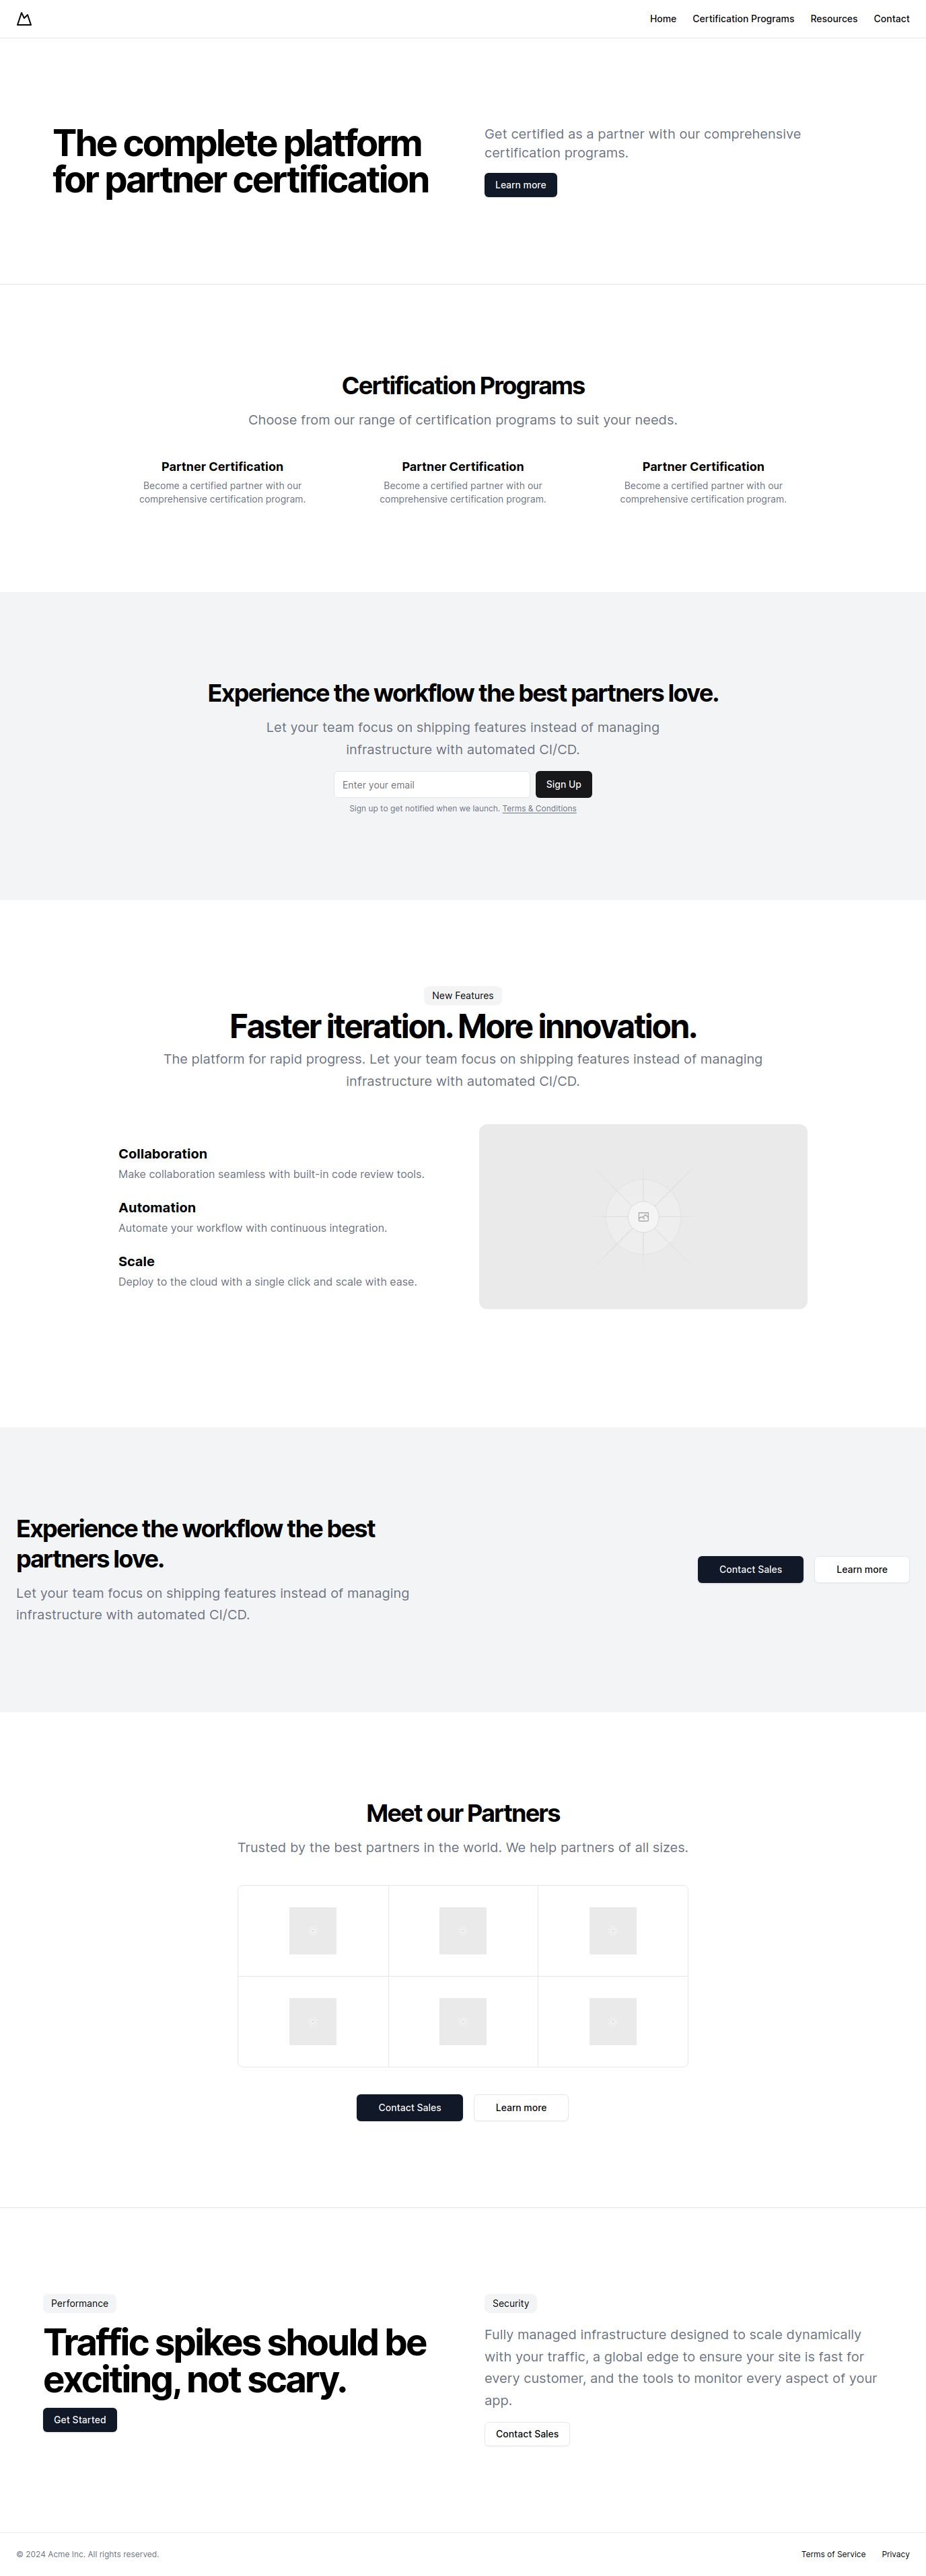 Home Certification Programs Resources Contact
The complete platform
for partner certification
Get certified as a partner with our comprehensive
certification programs.
Learn more
Certification Programs
Choose from our range of certification programs to suit your needs.
Partner Certification
Become a certified partner with our
comprehensive certification program.
Partner Certification
Become a certified partner with our
comprehensive certification program.
Partner Certification
Become a certified partner with our
comprehensive certification program.
Experience the workflow the best partners love.
Let your team focus on shipping features instead of managing
infrastructure with automated CI/CD.
Enter your email
Sign Up
Sign up to get notified when we launch. Terms & Conditions
New Features
Faster iteration. More innovation.
The platform for rapid progress. Let your team focus on shipping features instead of managing
infrastructure with automated CI/CD.
Collaboration
Make collaboration seamless with built-in code review tools.
Automation
Automate your workflow with continuous integration.
Scale
Deploy to the cloud with a single click and scale with ease.
Experience the workflow the best
partners love.
Let your team focus on shipping features instead of managing
infrastructure with automated CI/CD.
Contact Sales
Learn more
Meet our Partners
Trusted by the best partners in the world. We help partners of all sizes.
Contact Sales
Learn more
Performance
Traffic spikes should be
exciting, not scary.
Get Started
Security
Fully managed infrastructure designed to scale dynamically
with your traffic, a global edge to ensure your site is fast for
every customer, and the tools to monitor every aspect of your
app.
Contact Sales
© 2024 Acme Inc. All rights reserved.
Terms of Service Privacy